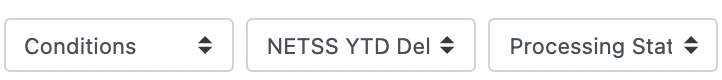 Conditions
NETSS YTD Del
Processing Stat